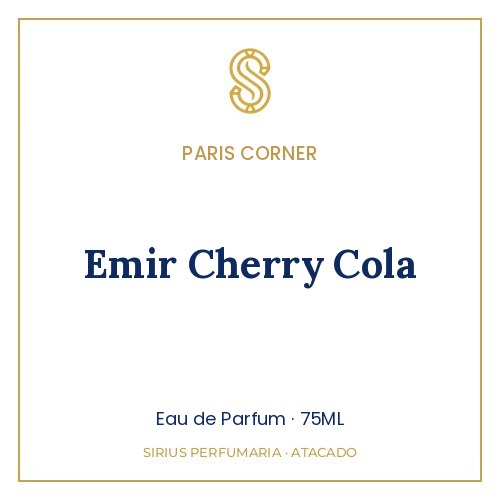 PARIS CORNER
Emir Cherry Cola
Eau de Parfum · 75ML
SIRIUS PERFUMARIA · ATACADO